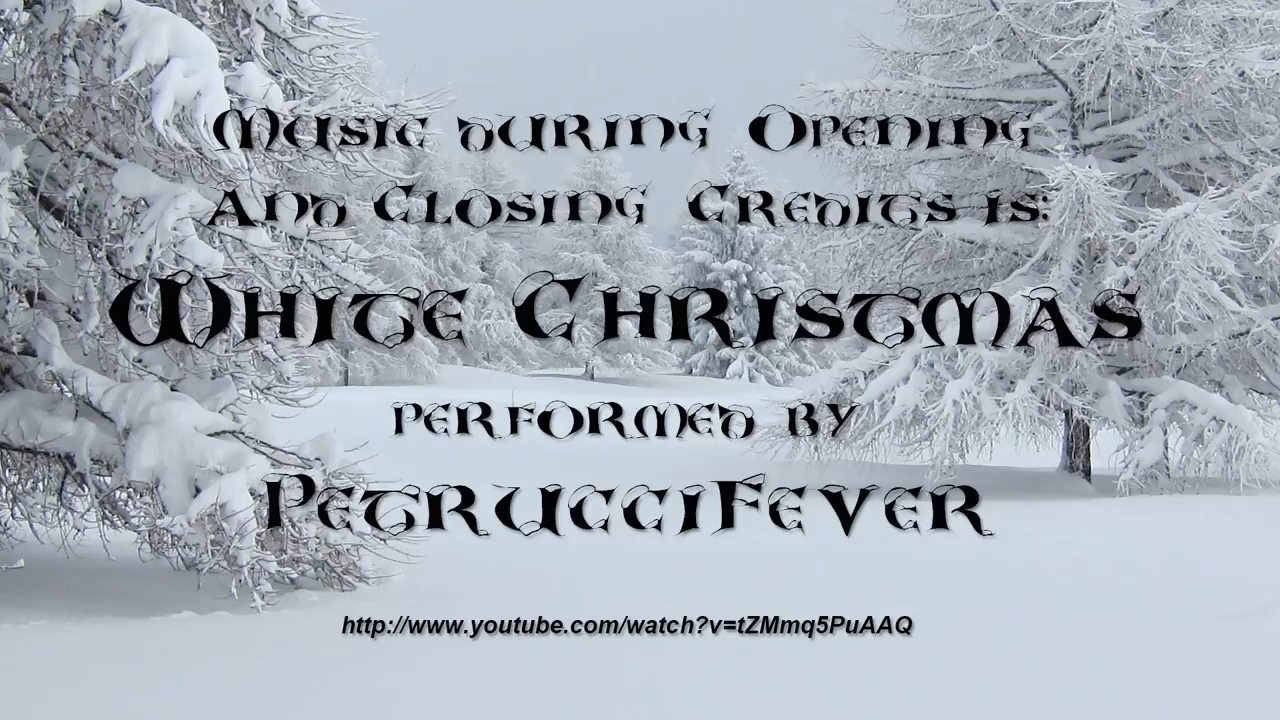 Music during Opening
And Closing Credits is:
White Christmas
performed by
PetrucciFever
http://www.youtube.com/watch?v=tZMmq5PuAAQ